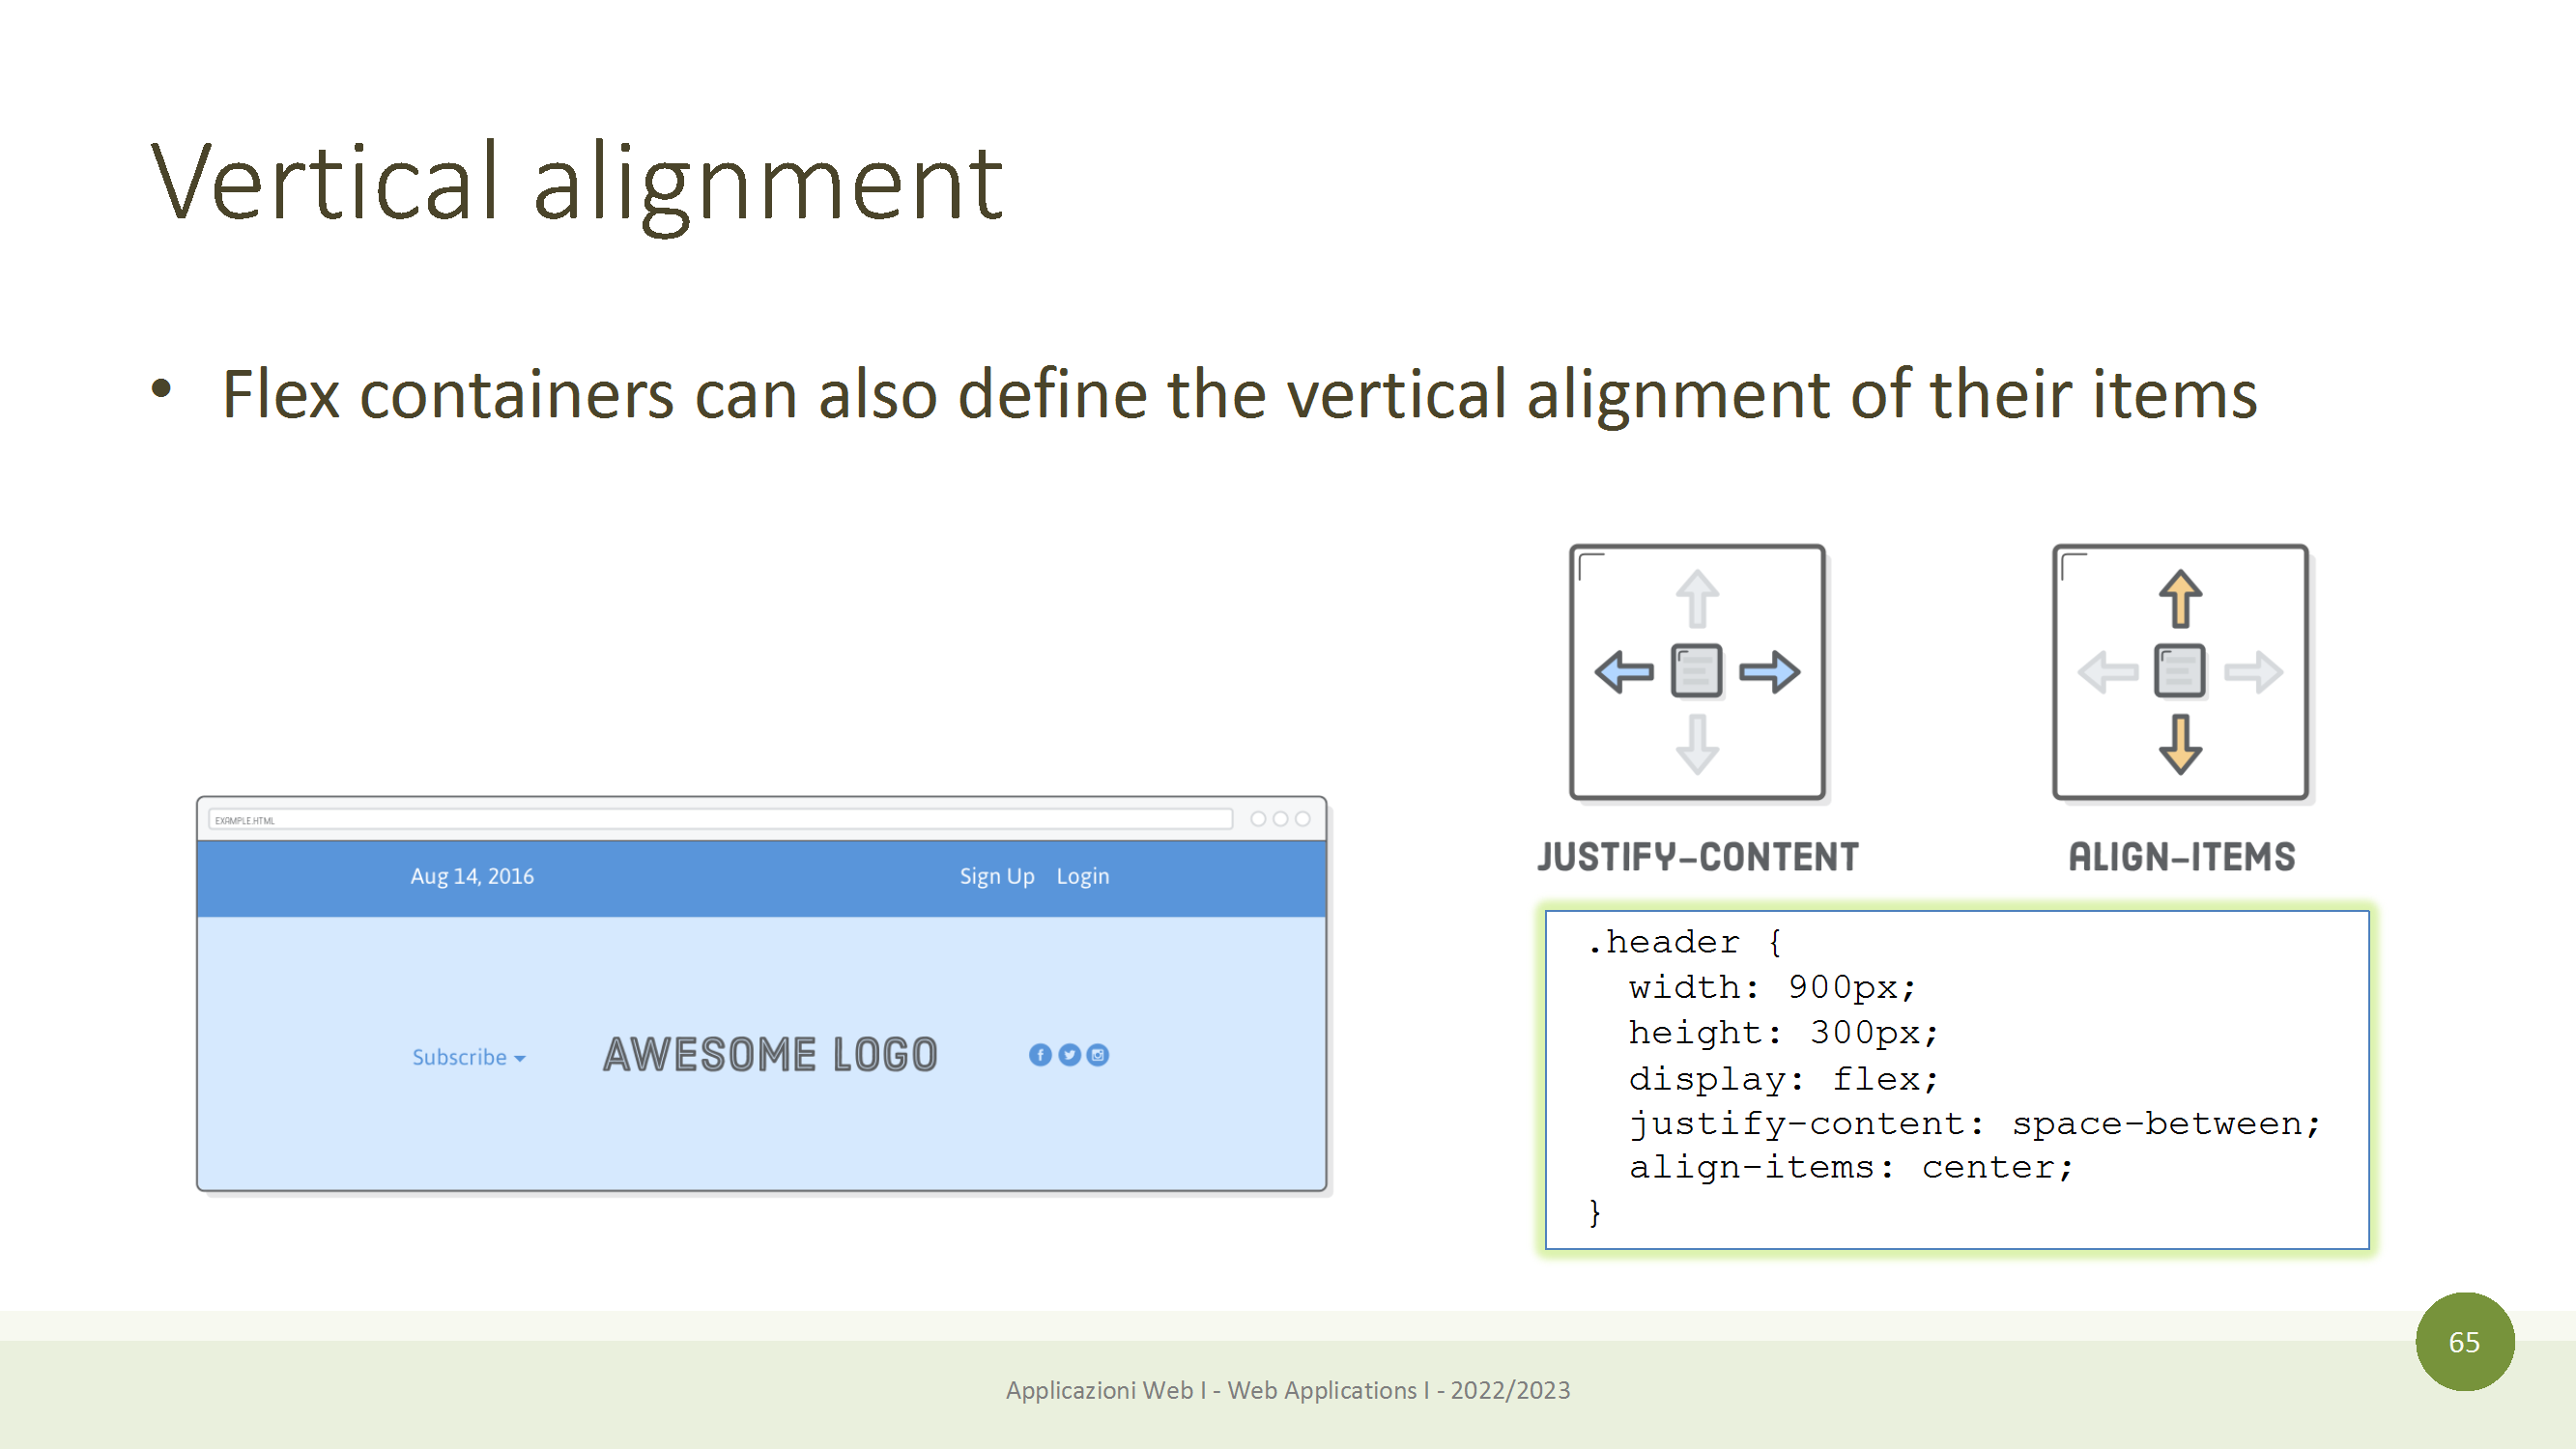 Vertical alignment
• Flex containers can also define the vertical alignment of their items
EXAMPLE.HTML
Aug 14, 2016 Sign Up Login
Subscribe AWESOME LOGO
JUSTIFY-CONTENT ALIGN-ITEMS
.header {
  width: 900px;
  height: 300px;
  display: flex;
  justify-content: space-between;
  align-items: center;
}
65
Applicazioni Web I - Web Applications I - 2022/2023